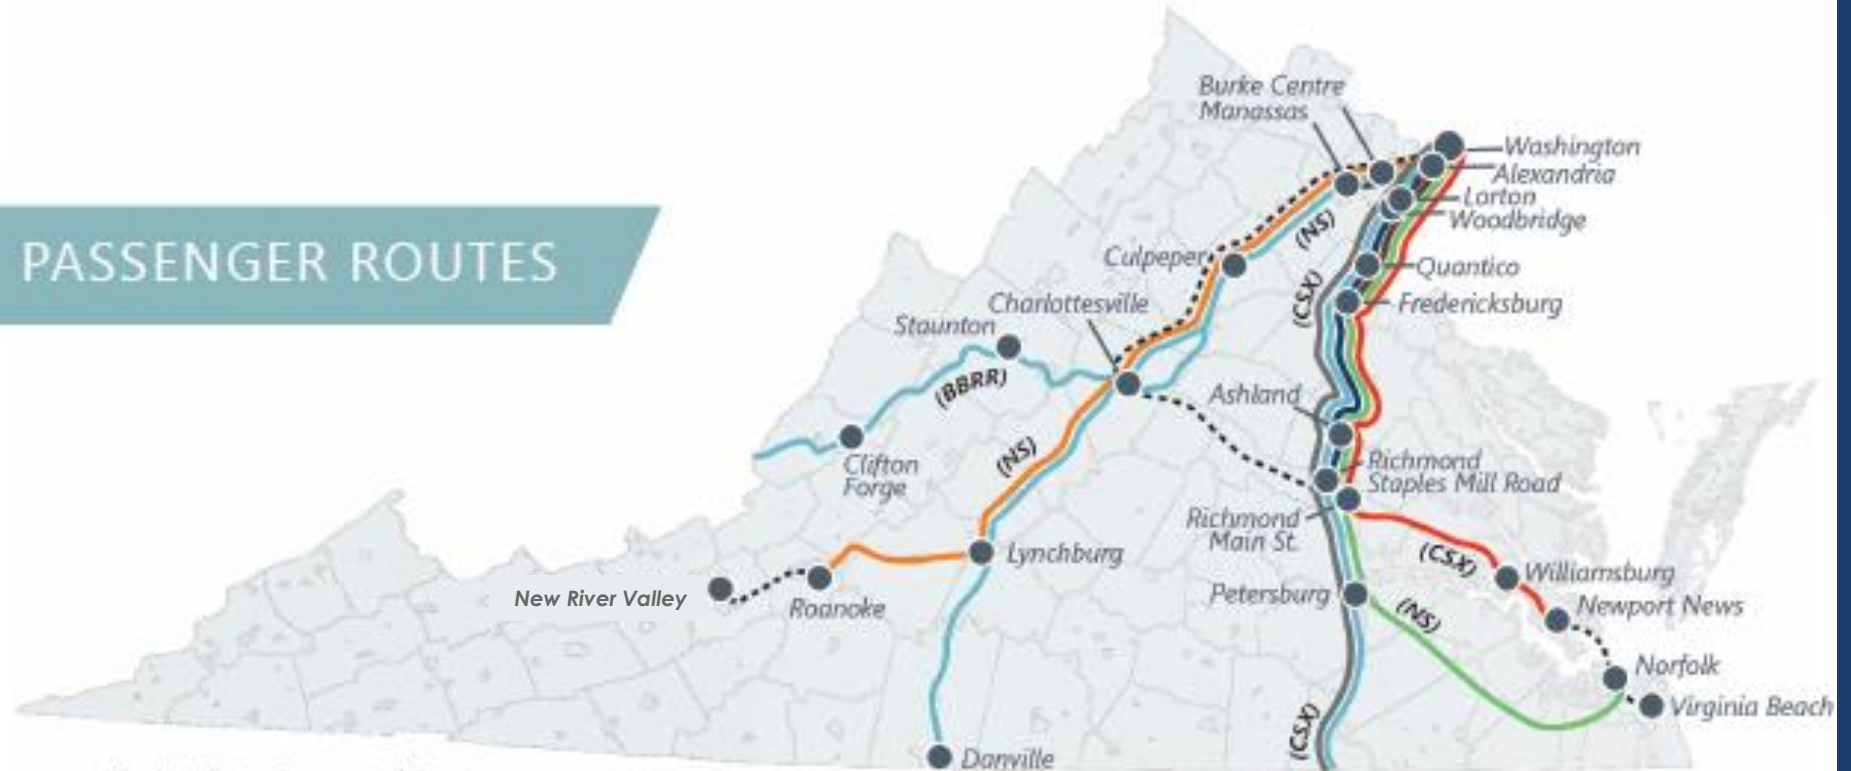 Burke Centre
Manassas
Washington
Alexandria
Lorton
Woodbridge
PASSENGER ROUTES
(NS)
Culpeper
Quantico
(CSX)
Charlottesville
Fredericksburg
Staunton
(BBRR)
Ashland
(NS)
Clifton
Forge
Richmond
Staples Mill Road
Richmond
Main St.
Lynchburg
(CSX)
Williamsburg
New River Valley
Roanoke
Petersburg
(NS)
Newport News
Norfolk
Virginia Beach
(CSX)
Danville